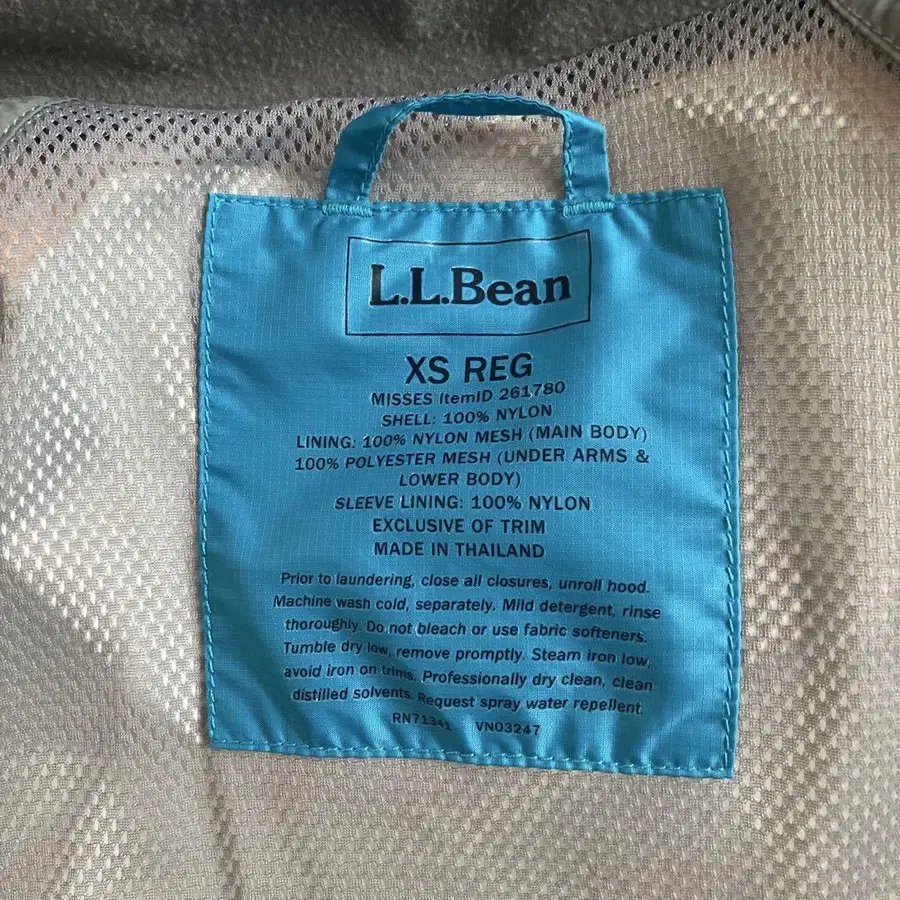 L.L.Bean
XS REG
MISSES ItemID 261780
SHELL: 100% NYLON
LINING: 100% NYLON MESH (MAIN BODY)
100% POLYESTER MESH (UNDER ARMS &
LOWER BODY)
SLEEVE LINING: 100% NYLON
EXCLUSIVE OF TRIM
MADE IN THAILAND
Prior to laundering, close all closures, unroll hood.
Machine wash cold, separately. Mild detergent, rinse
thoroughly. Do not bleach or use fabric softeners.
Tumble dry low, remove promptly. Steam iron low,
avoid iron on trims. Professionally dry clean, clean
distilled solvents. Request spray water repellent.
RN71341 VN03247